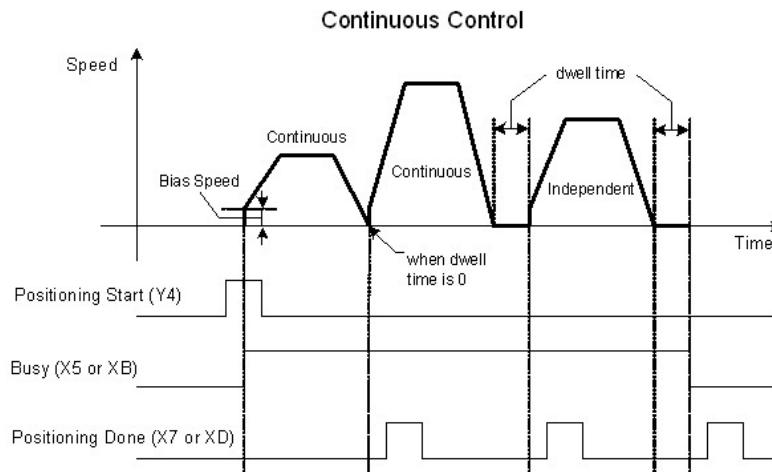 Continuous Control
Speed
dwell time
Continuous
Bias Speed
Continuous
Independent
Time
when dwell
time is 0
Positioning Start (Y4)
Busy (X5 or XB)
Positioning Done (X7 or XD)